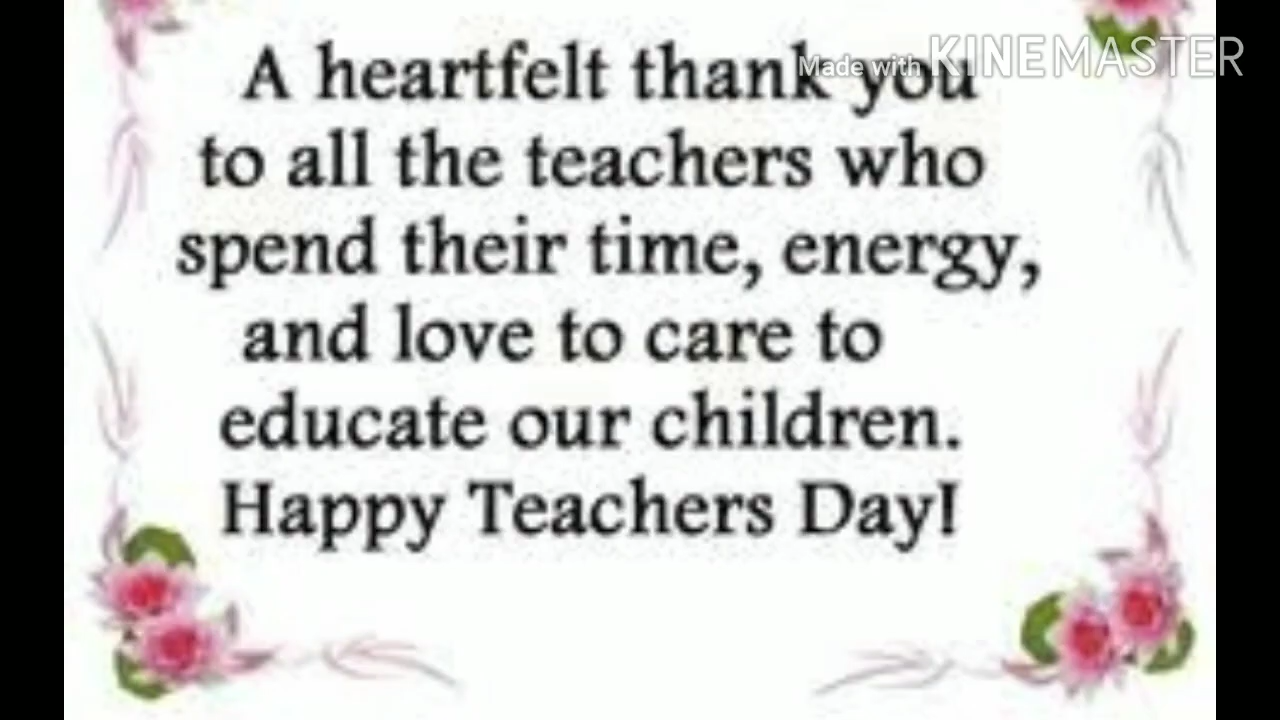 Made with KINEMASTER
A heartfelt thank you
to all the teachers who
spend their time, energy,
and love to care to
educate our children.
Happy Teachers Day!